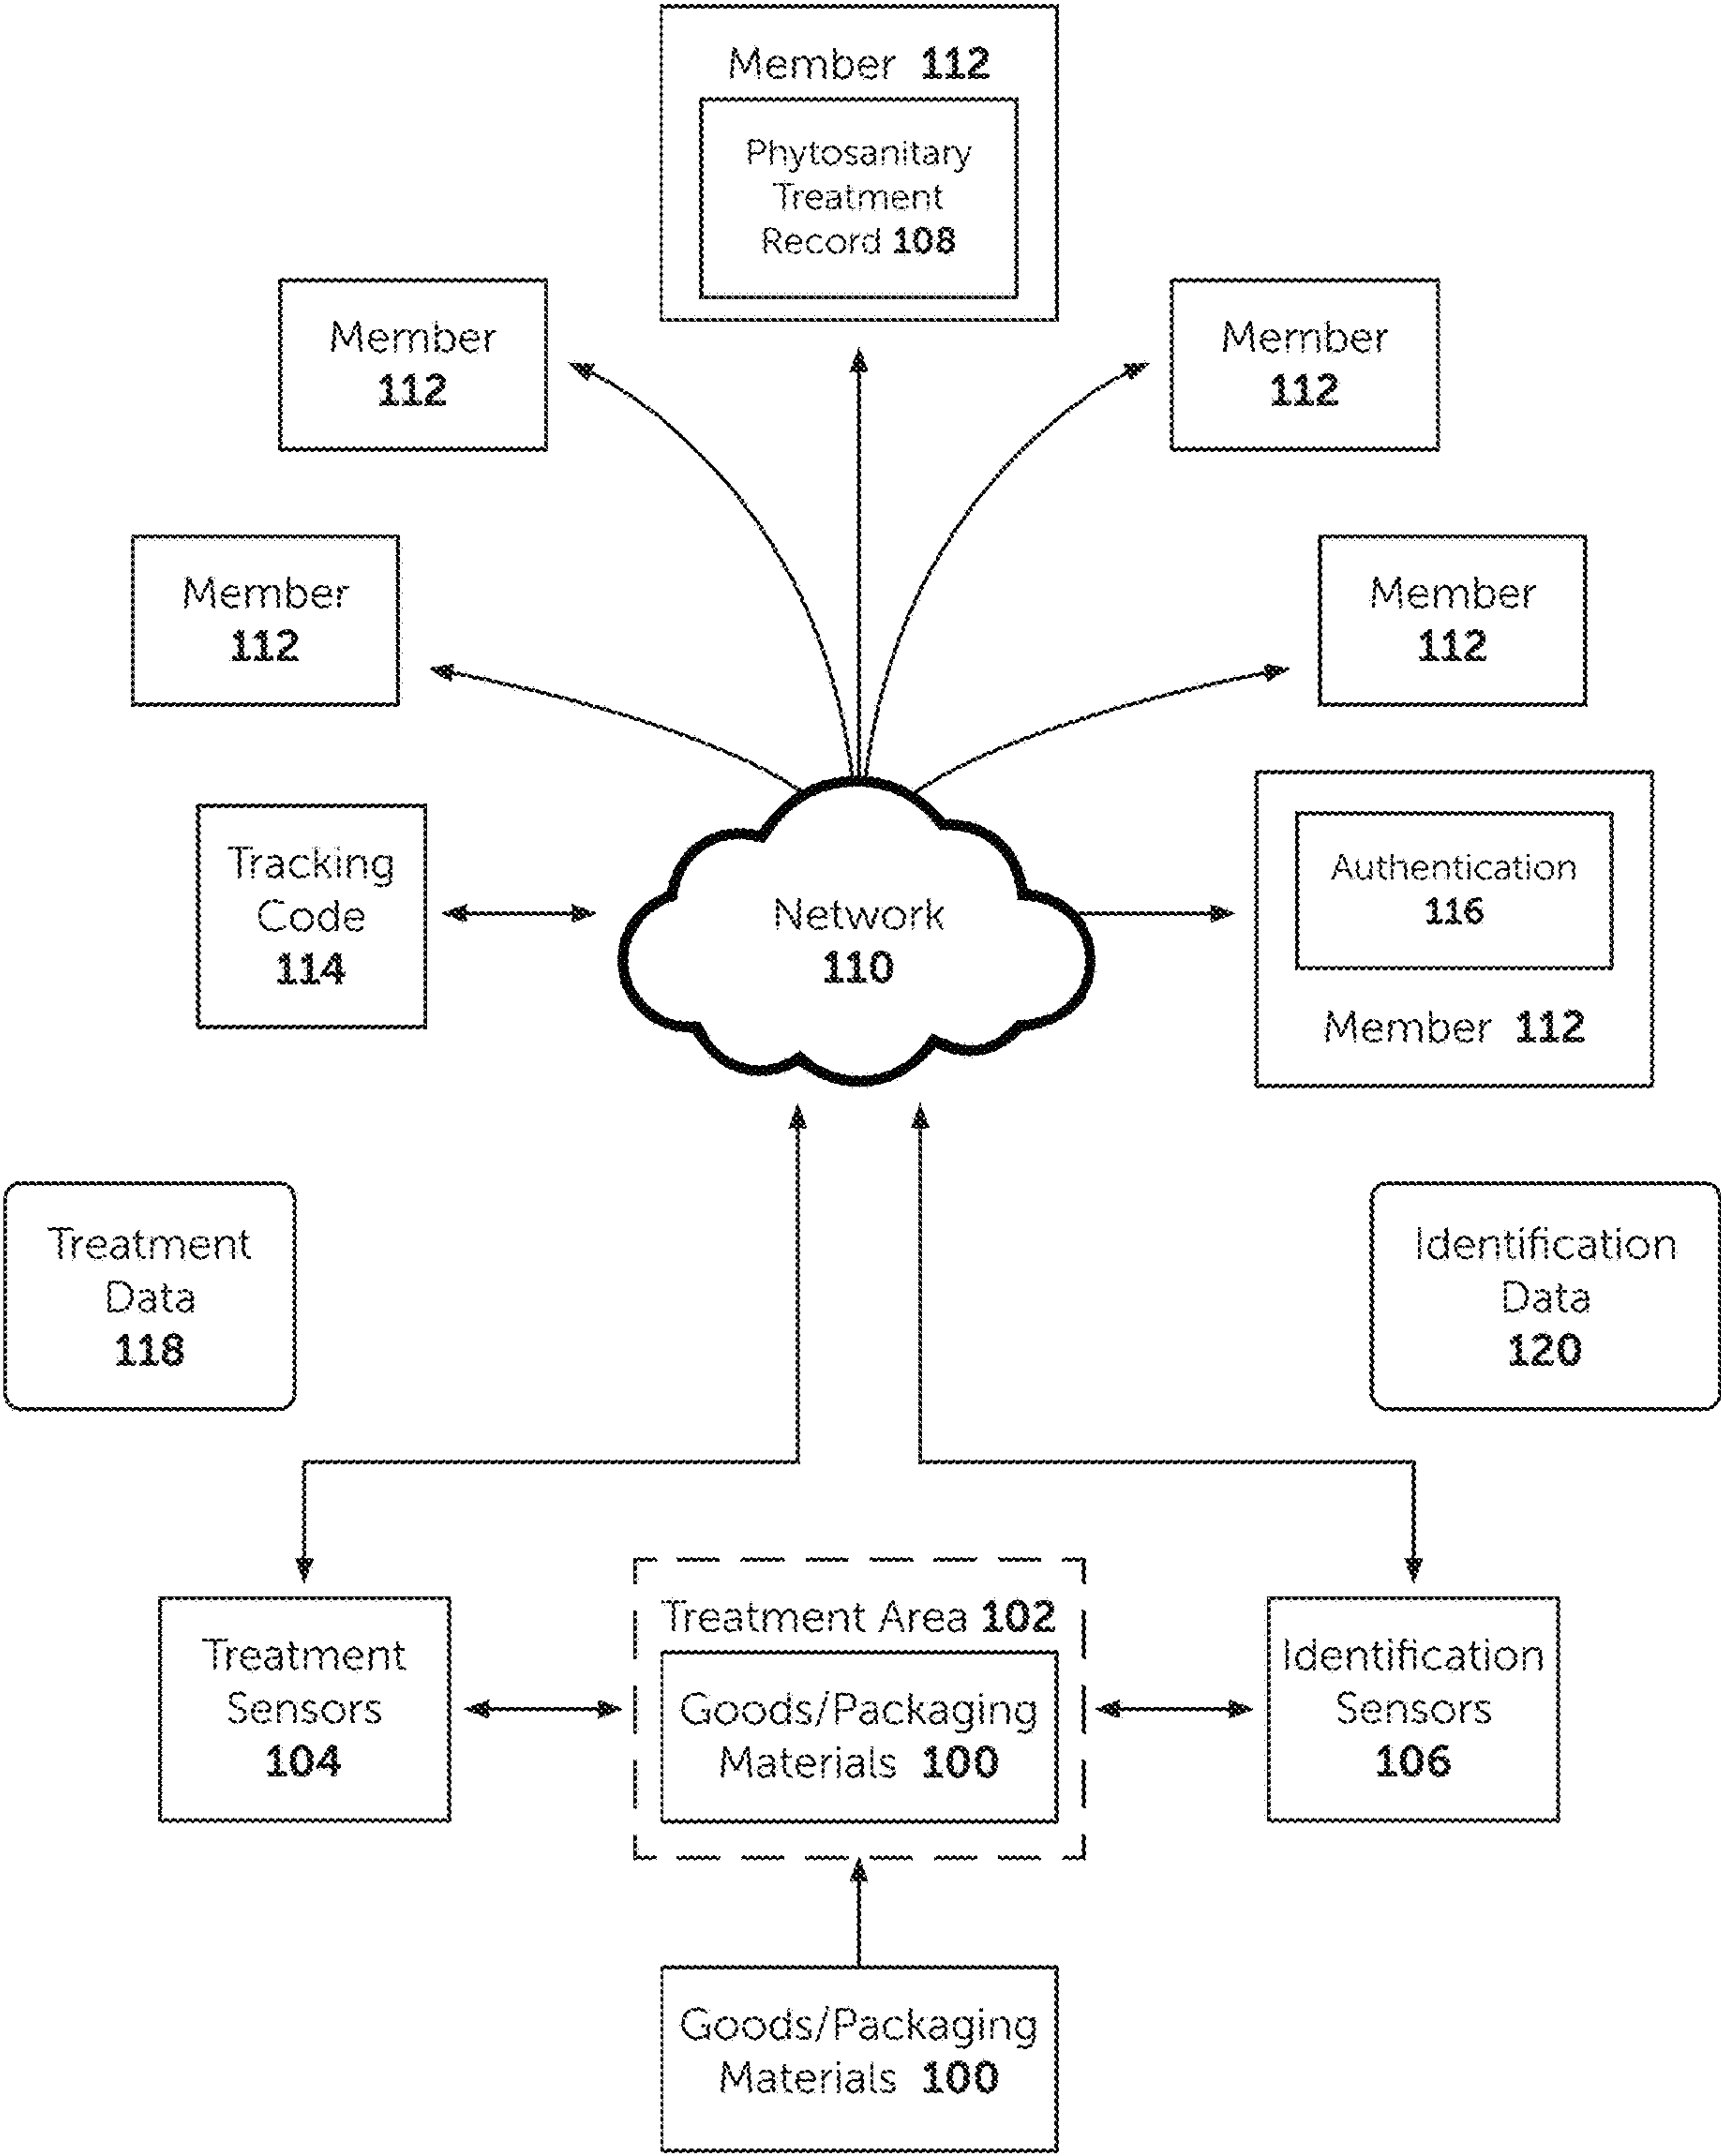 Member 112
Phytosanitary
Treatment
Record 108
Member
112
Member
112
Member
112
Member
112
Tracking
Code
114
Network
110
Authentication
116
Member 112
Treatment
Data
118
Identification
Data
120
Treatment Area 102
Treatment
Sensors
104
Goods/Packaging
Materials 100
Identification
Sensors
106
Goods/Packaging
Materials 100